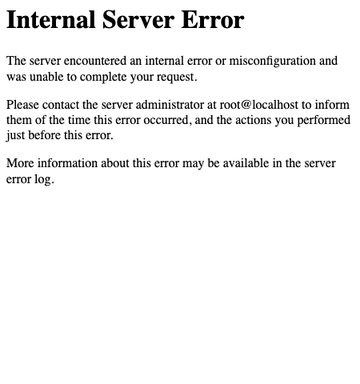 Internal Server Error
The server encountered an internal error or misconfiguration and
was unable to complete your request.
Please contact the server administrator at root@localhost to inform
them of the time this error occurred, and the actions you performed
just before this error.
More information about this error may be available in the server
error log.